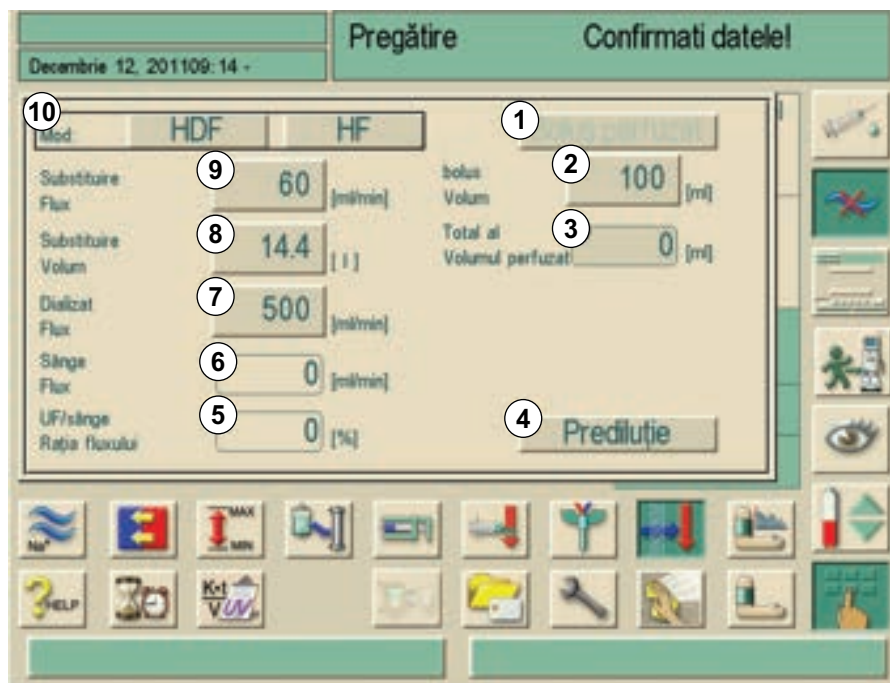 Pregătire Confirmati datele!
Decembrie 12, 201109: 14 -
10 Mod: HDF HF
1
Substituire Flux 9 60 [ml/min]
bolus Volum 2 100 [ml]
Substituire Volum 8 14.4 [ l ]
Total al Volumul perfuzat 3 0 [ml]
Dializat Flux 7 500 [ml/min]
Sânge Flux 6 0 [ml/min]
UF/sânge Rația fluxului 5 0 [%]
4 Prediluție
Na+
MAX
MIN
HELP
K•t
V UV